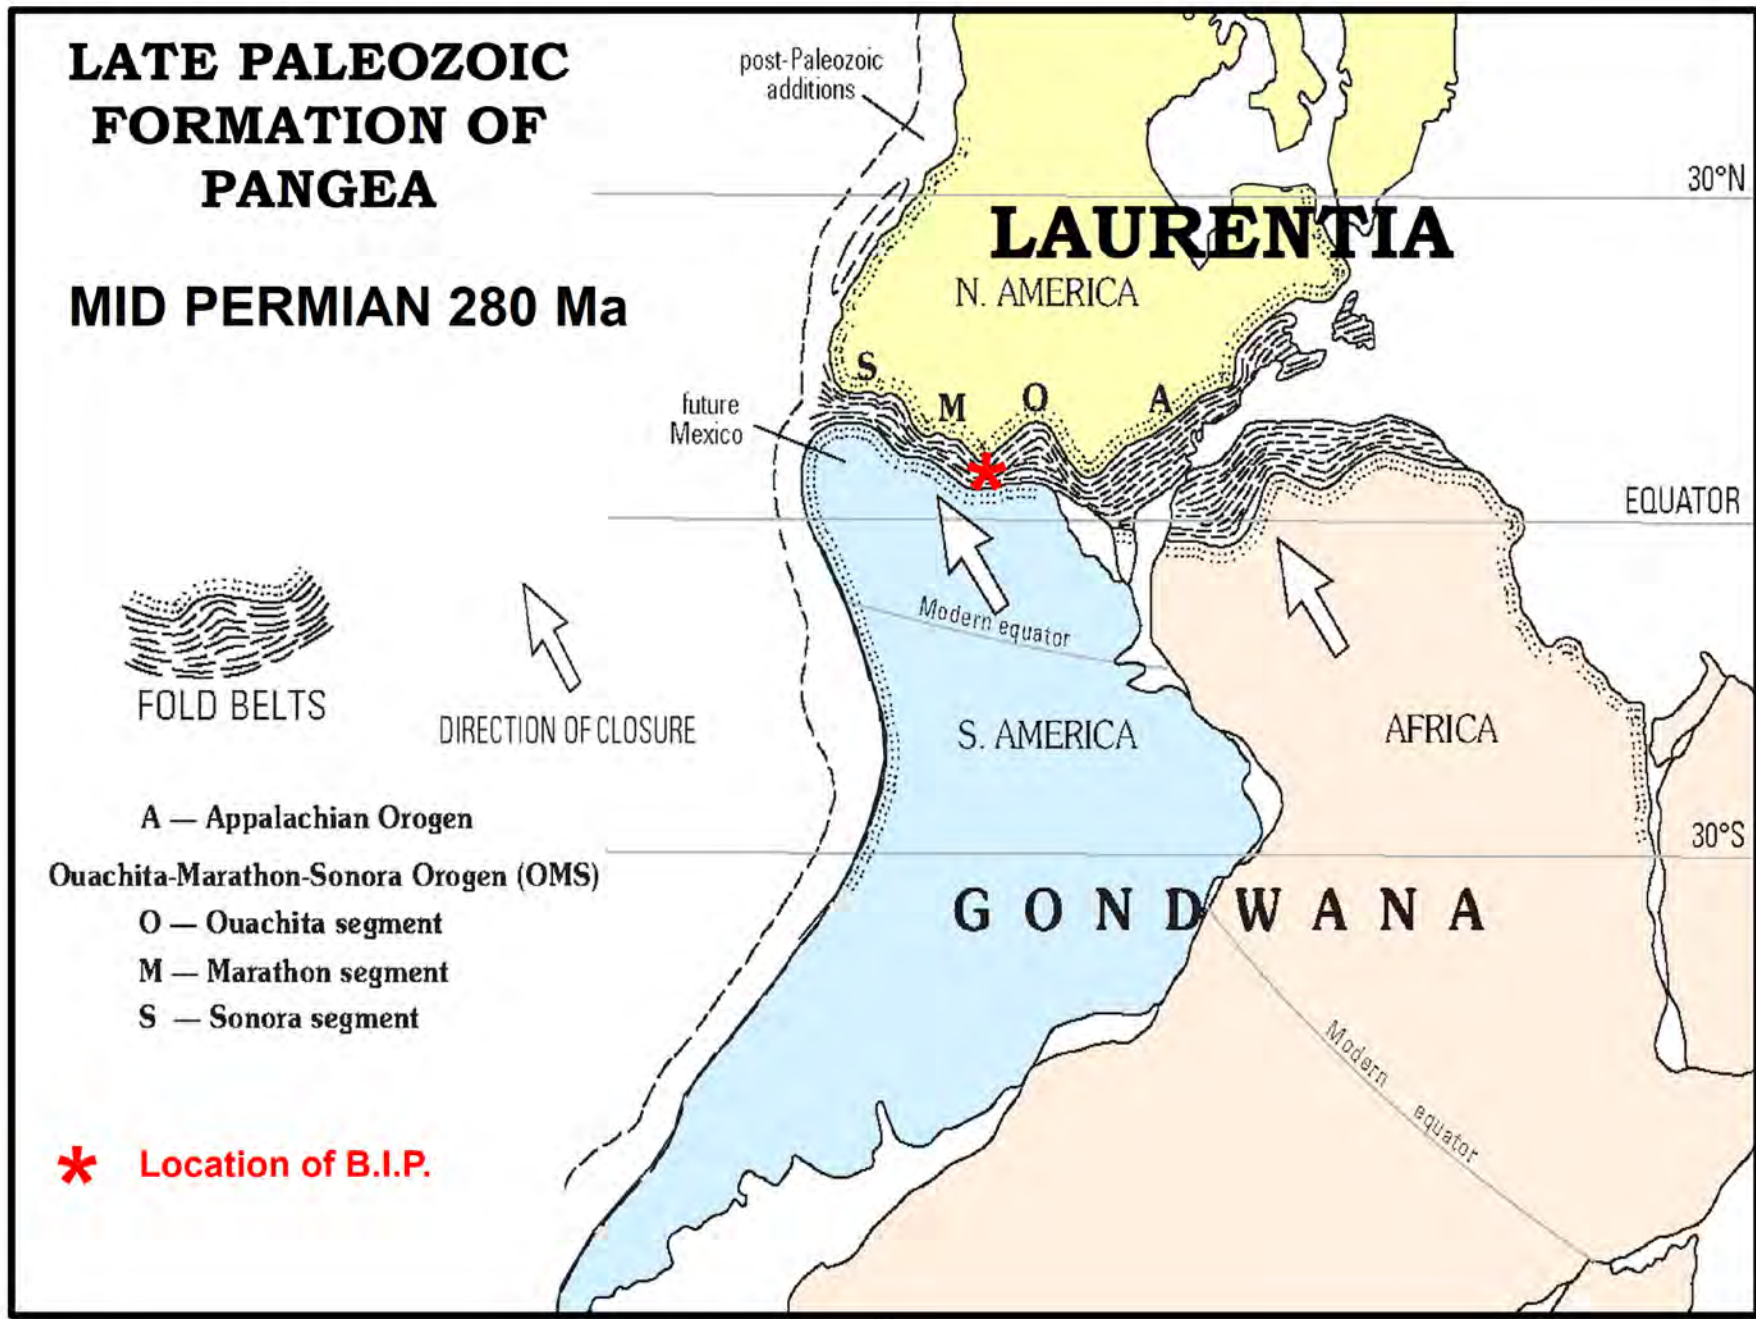 LATE PALEOZOIC
FORMATION OF
PANGEA
MID PERMIAN 280 Ma
post-Paleozoic
additions
30°N
LAURENTIA
N. AMERICA
S
M
O
A
future
Mexico
EQUATOR
Modern equator
FOLD BELTS
DIRECTION OF CLOSURE
S. AMERICA
AFRICA
A — Appalachian Orogen
Ouachita-Marathon-Sonora Orogen (OMS)
O — Ouachita segment
M — Marathon segment
S — Sonora segment
30°S
GONDWANA
Modern equator
* Location of B.I.P.